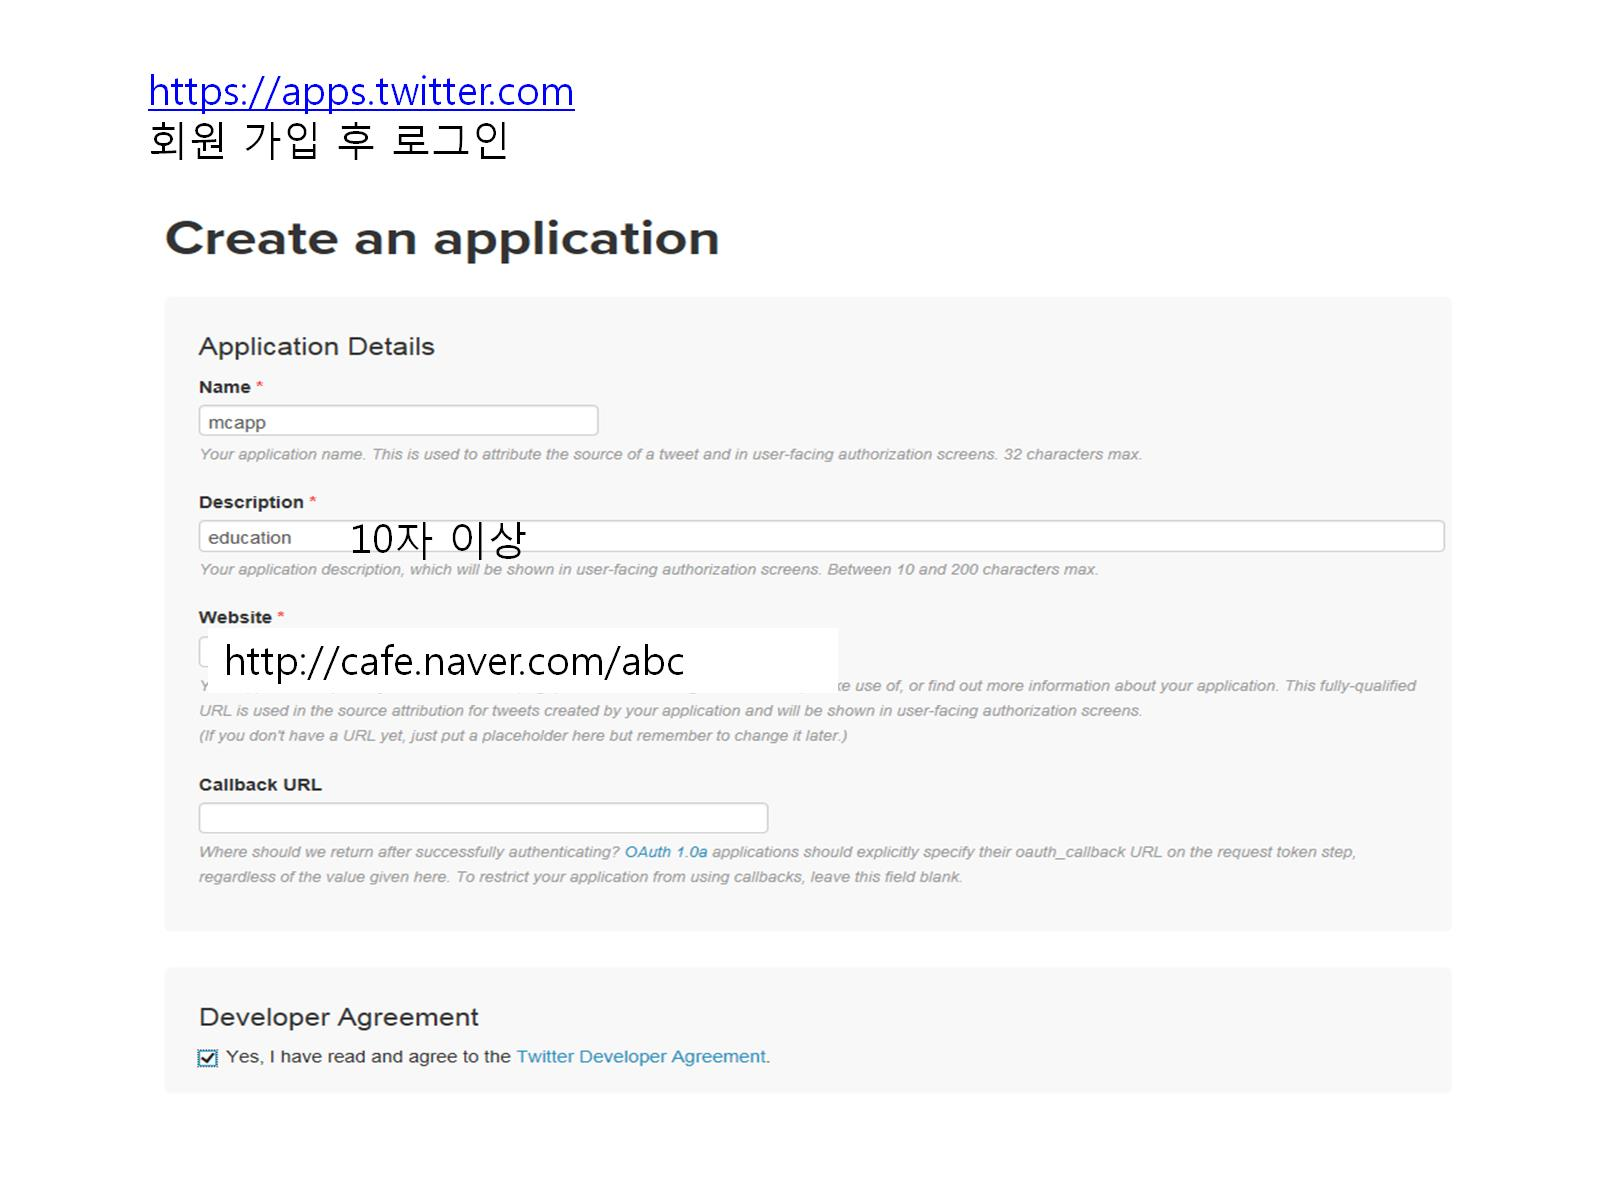 https://apps.twitter.com
회원 가입 후 로그인
Create an application
Application Details
Name *
mcapp
Your application name. This is used to attribute the source of a tweet and in user-facing authorization screens. 32 characters max.
Description *
education 10자 이상
Your application description, which will be shown in user-facing authorization screens. Between 10 and 200 characters max.
Website *
http://cafe.naver.com/abc
use of, or find out more information about your application. This fully-qualified
URL is used in the source attribution for tweets created by your application and will be shown in user-facing authorization screens.
(If you don't have a URL yet, just put a placeholder here but remember to change it later.)
Callback URL
Where should we return after successfully authenticating? OAuth 1.0a applications should explicitly specify their oauth_callback URL on the request token step,
regardless of the value given here. To restrict your application from using callbacks, leave this field blank.
Developer Agreement
Yes, I have read and agree to the Twitter Developer Agreement.